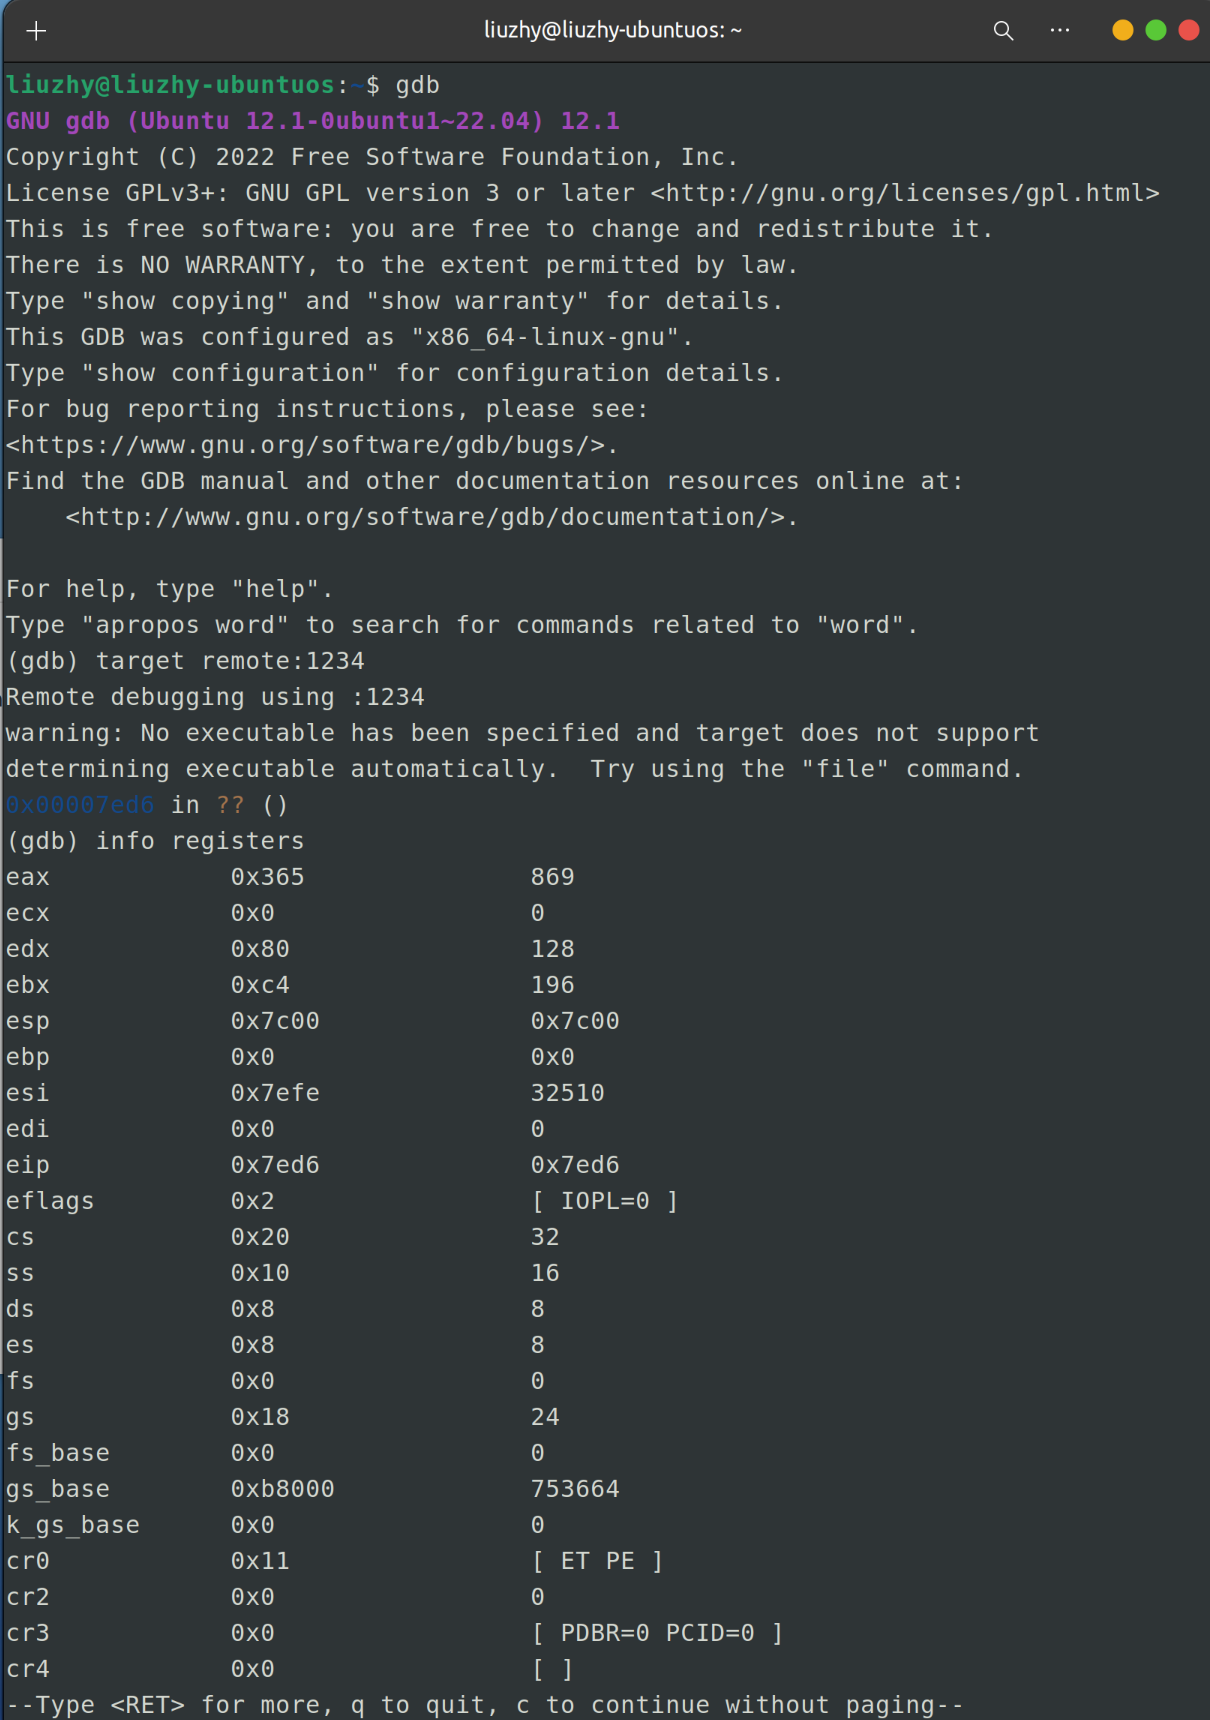 liuzhy@liuzhy-ubuntuos: ~
liuzhy@liuzhy-ubuntuos:~$ gdb
GNU gdb (Ubuntu 12.1-0ubuntu1~22.04) 12.1
Copyright (C) 2022 Free Software Foundation, Inc.
License GPLv3+: GNU GPL version 3 or later <http://gnu.org/licenses/gpl.html>
This is free software: you are free to change and redistribute it.
There is NO WARRANTY, to the extent permitted by law.
Type "show copying" and "show warranty" for details.
This GDB was configured as "x86_64-linux-gnu".
Type "show configuration" for configuration details.
For bug reporting instructions, please see:
<https://www.gnu.org/software/gdb/bugs/>.
Find the GDB manual and other documentation resources online at:
    <http://www.gnu.org/software/gdb/documentation/>.

For help, type "help".
Type "apropos word" to search for commands related to "word".
(gdb) target remote:1234
Remote debugging using :1234
warning: No executable has been specified and target does not support
determining executable automatically.  Try using the "file" command.
0x00007ed6 in ?? ()
(gdb) info registers
eax            0x365               869
ecx            0x0                 0
edx            0x80                128
ebx            0xc4                196
esp            0x7c00              0x7c00
ebp            0x0                 0x0
esi            0x7efe              32510
edi            0x0                 0
eip            0x7ed6              0x7ed6
eflags         0x2                 [ IOPL=0 ]
cs             0x20                32
ss             0x10                16
ds             0x8                 8
es             0x8                 8
fs             0x0                 0
gs             0x18                24
fs_base        0x0                 0
gs_base        0xb8000             753664
k_gs_base      0x0                 0
cr0            0x11                [ ET PE ]
cr2            0x0                 0
cr3            0x0                 [ PDBR=0 PCID=0 ]
cr4            0x0                 [ ]
--Type <RET> for more, q to quit, c to continue without paging--